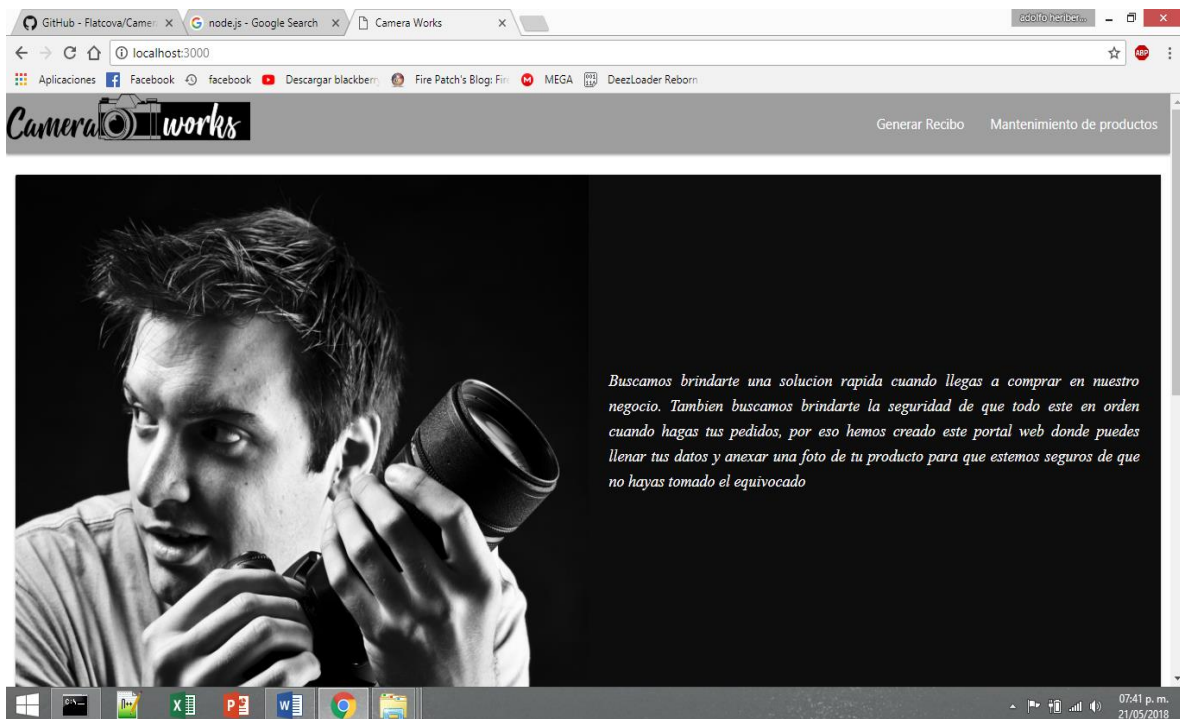 GitHub - Flatcova/Camer
node.js - Google Search
Camera Works
adolfo heriber...
localhost:3000
ABP
Aplicaciones
Facebook
facebook
Descargar blackberry
Fire Patch's Blog: Fir
MEGA
DeezLoader Reborn
Camera works
Generar Recibo
Mantenimiento de productos
Buscamos brindarte una solucion rapida cuando llegas a comprar en nuestro
negocio. Tambien buscamos brindarte la seguridad de que todo este en orden
cuando hagas tus pedidos, por eso hemos creado este portal web donde puedes
llenar tus datos y anexar una foto de tu producto para que estemos seguros de que
no hayas tomado el equivocado
07:41 p. m.
21/05/2018